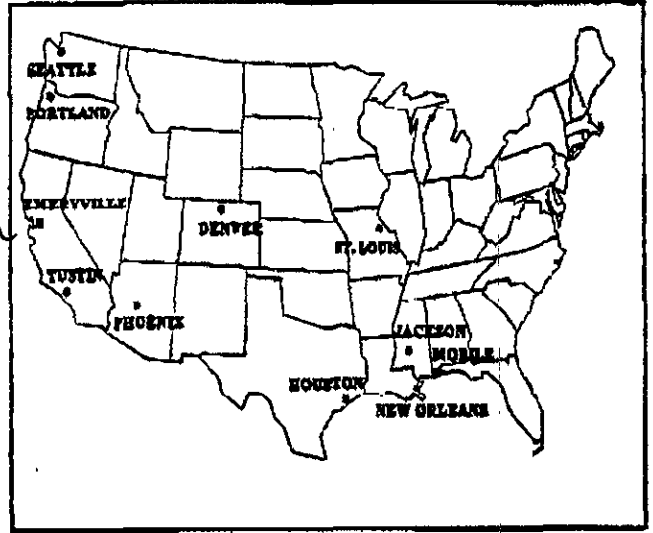 SEATTLE
PORTLAND
EMERYVILLE
DENVER
ST. LOUIS
TUSTIN
PHOENIX
JACKSON
MOBILE
HOUSTON
NEW ORLEANS